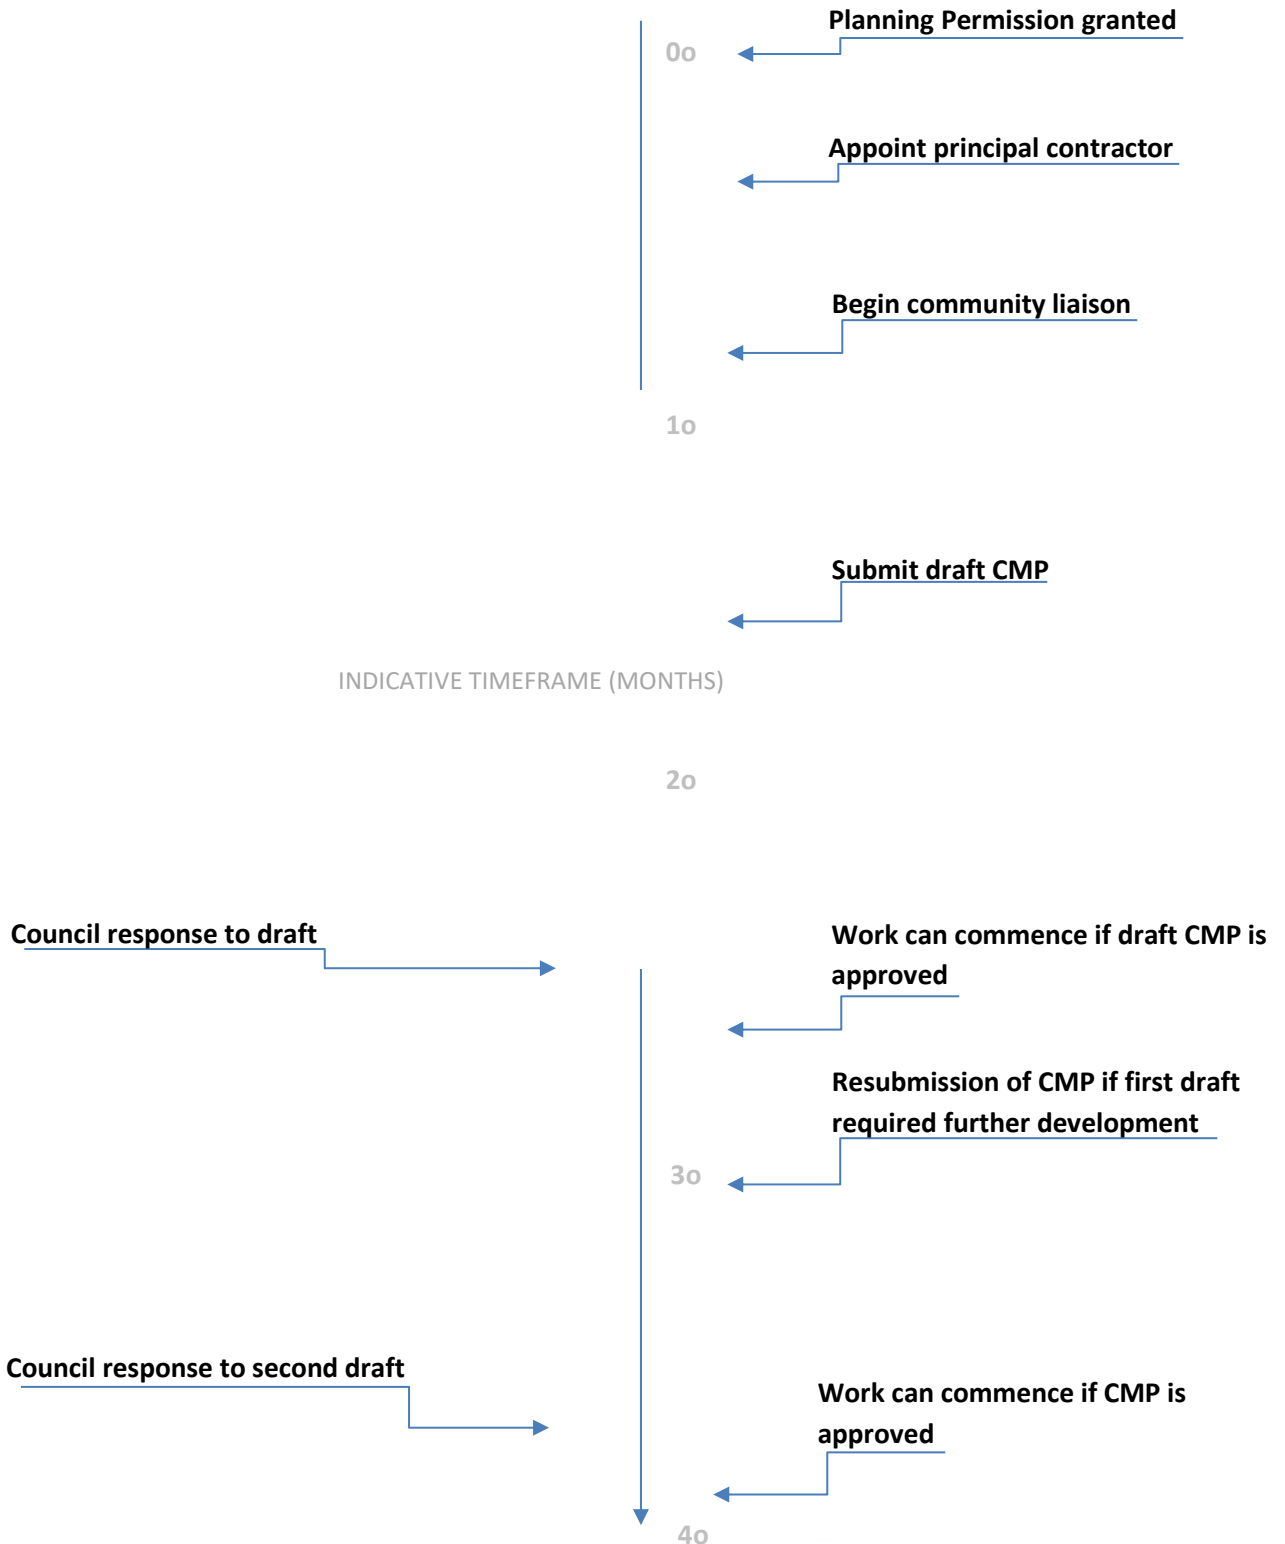 Planning Permission granted
0o
Appoint principal contractor
Begin community liaison
1o
Submit draft CMP
INDICATIVE TIMEFRAME (MONTHS)
2o
Council response to draft
Work can commence if draft CMP is
approved
Resubmission of CMP if first draft
required further development
3o
Council response to second draft
Work can commence if CMP is
approved
4o